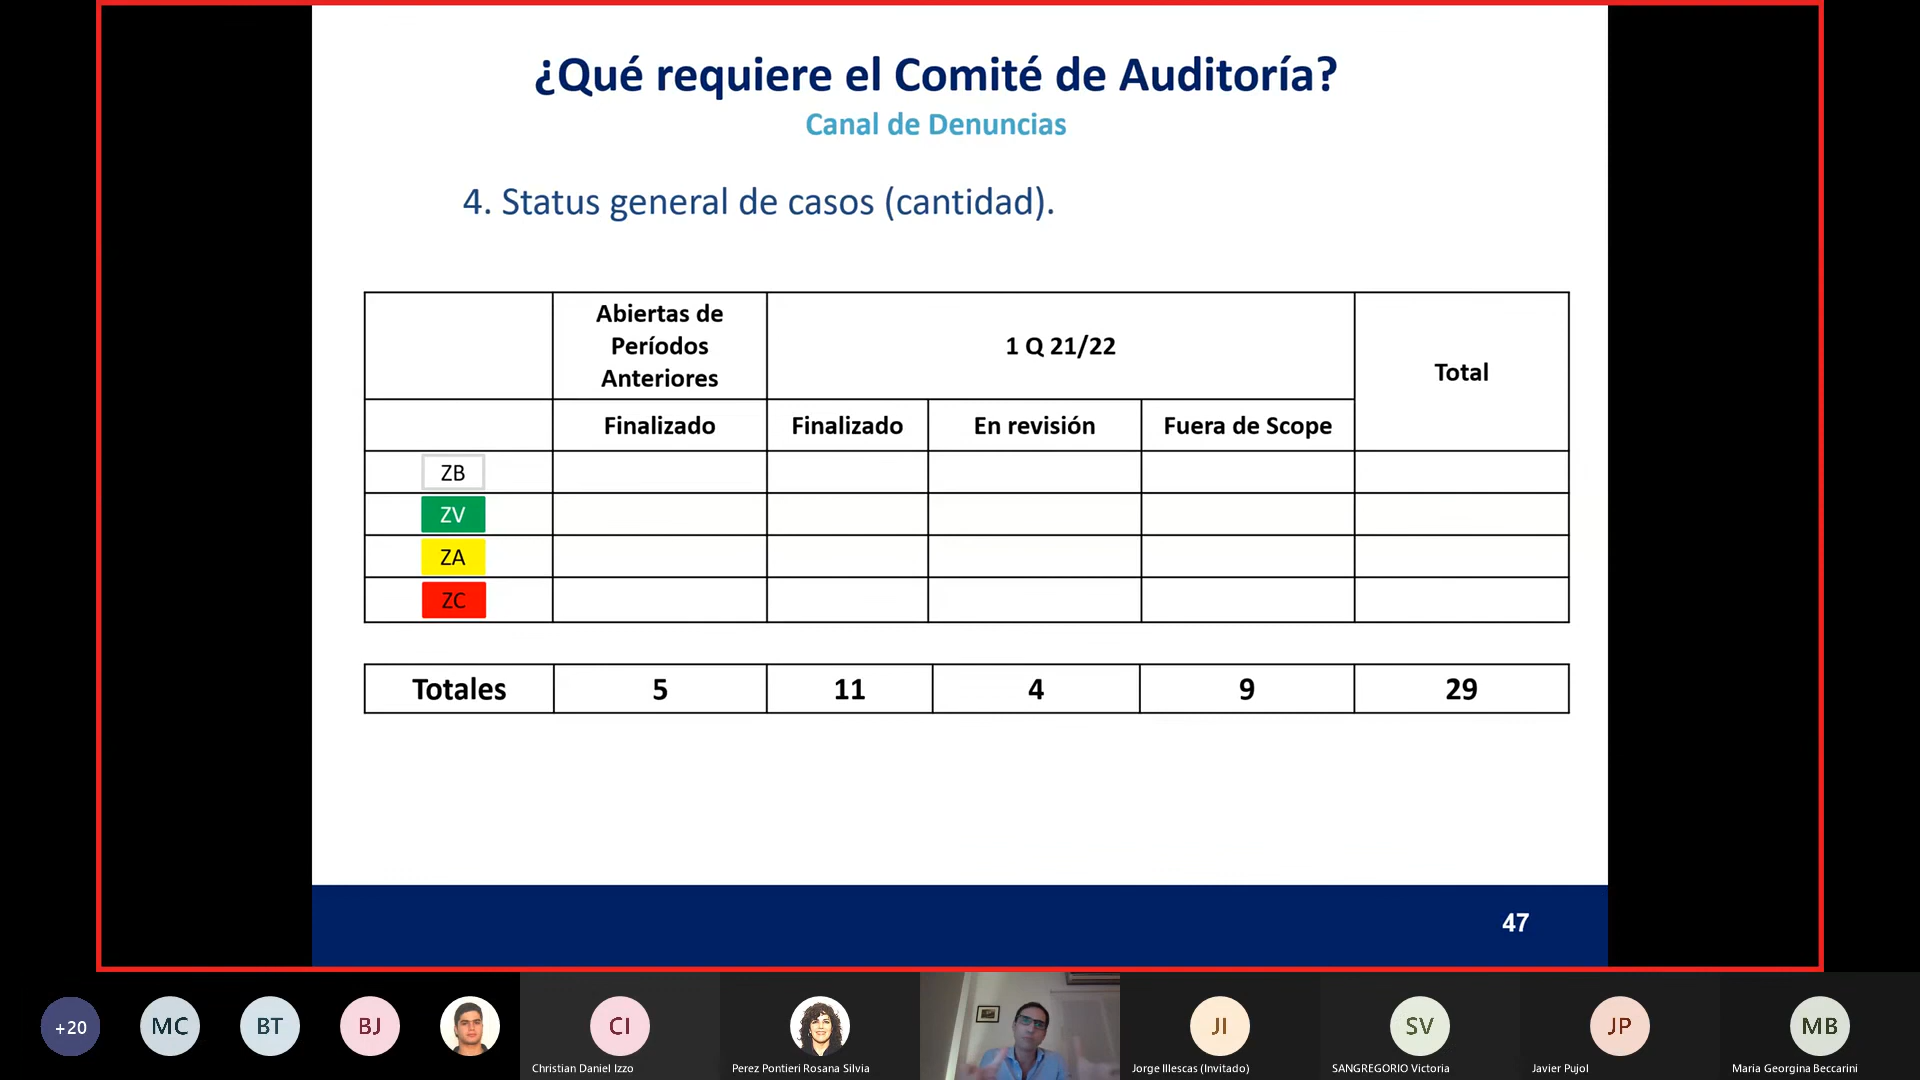 ¿Qué requiere el Comité de Auditoría?
Canal de Denuncias
4. Status general de casos (cantidad).
Abiertas de
Períodos
Anteriores
1 Q 21/22
Total
Finalizado
Finalizado
En revisión
Fuera de Scope
ZB
ZV
ZA
ZC
Totales
5
11
4
9
29
47
+20
MC
BT
BJ
CI
JI
SV
JP
MB
Christian Daniel Izzo
Perez Pontieri Rosana Silvia
Jorge Illescas (Invitado)
SANGREGORIO Victoria
Javier Pujol
Maria Georgina Beccarini